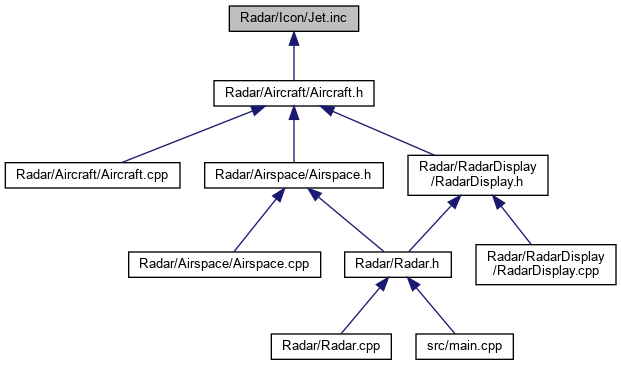 Radar/Icon/Jet.inc
Radar/Aircraft/Aircraft.h
Radar/Aircraft/Aircraft.cpp
Radar/Airspace/Airspace.h
Radar/RadarDisplay
/RadarDisplay.h
Radar/Airspace/Airspace.cpp
Radar/Radar.h
Radar/RadarDisplay
/RadarDisplay.cpp
Radar/Radar.cpp
src/main.cpp